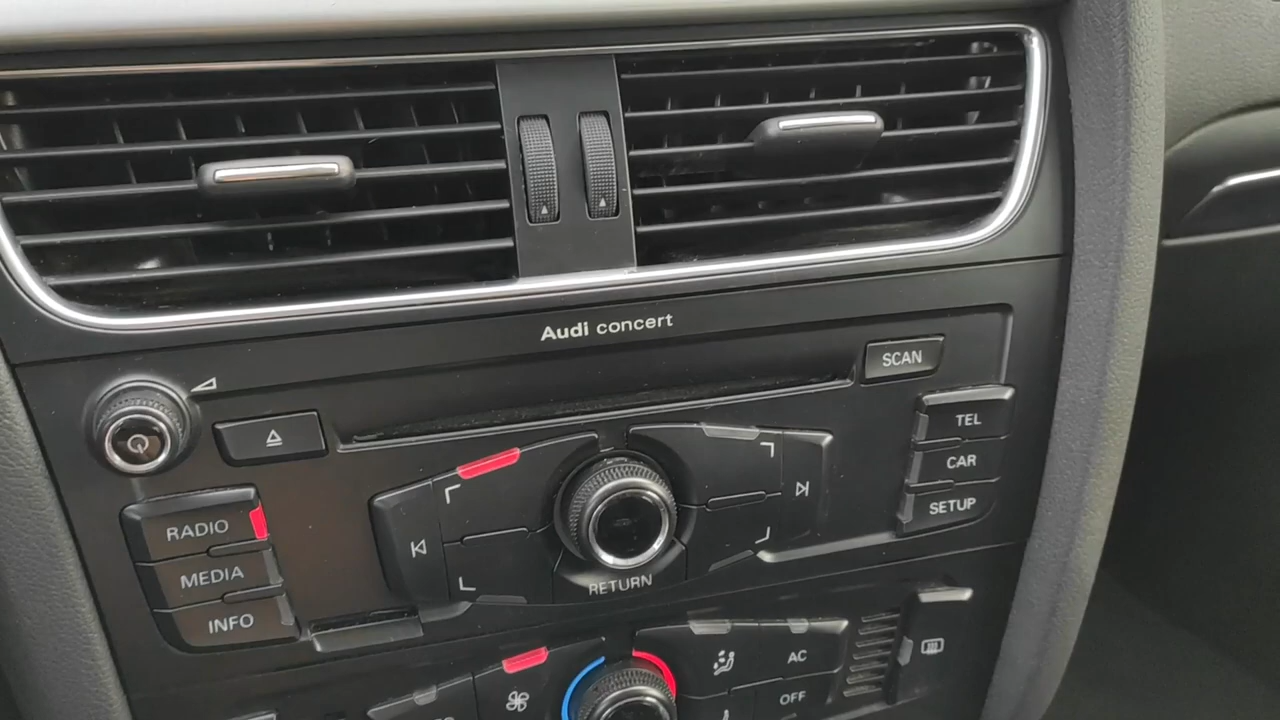 Audi concert
SCAN
TEL
CAR
SETUP
RADIO
MEDIA
INFO
RETURN
AC
OFF